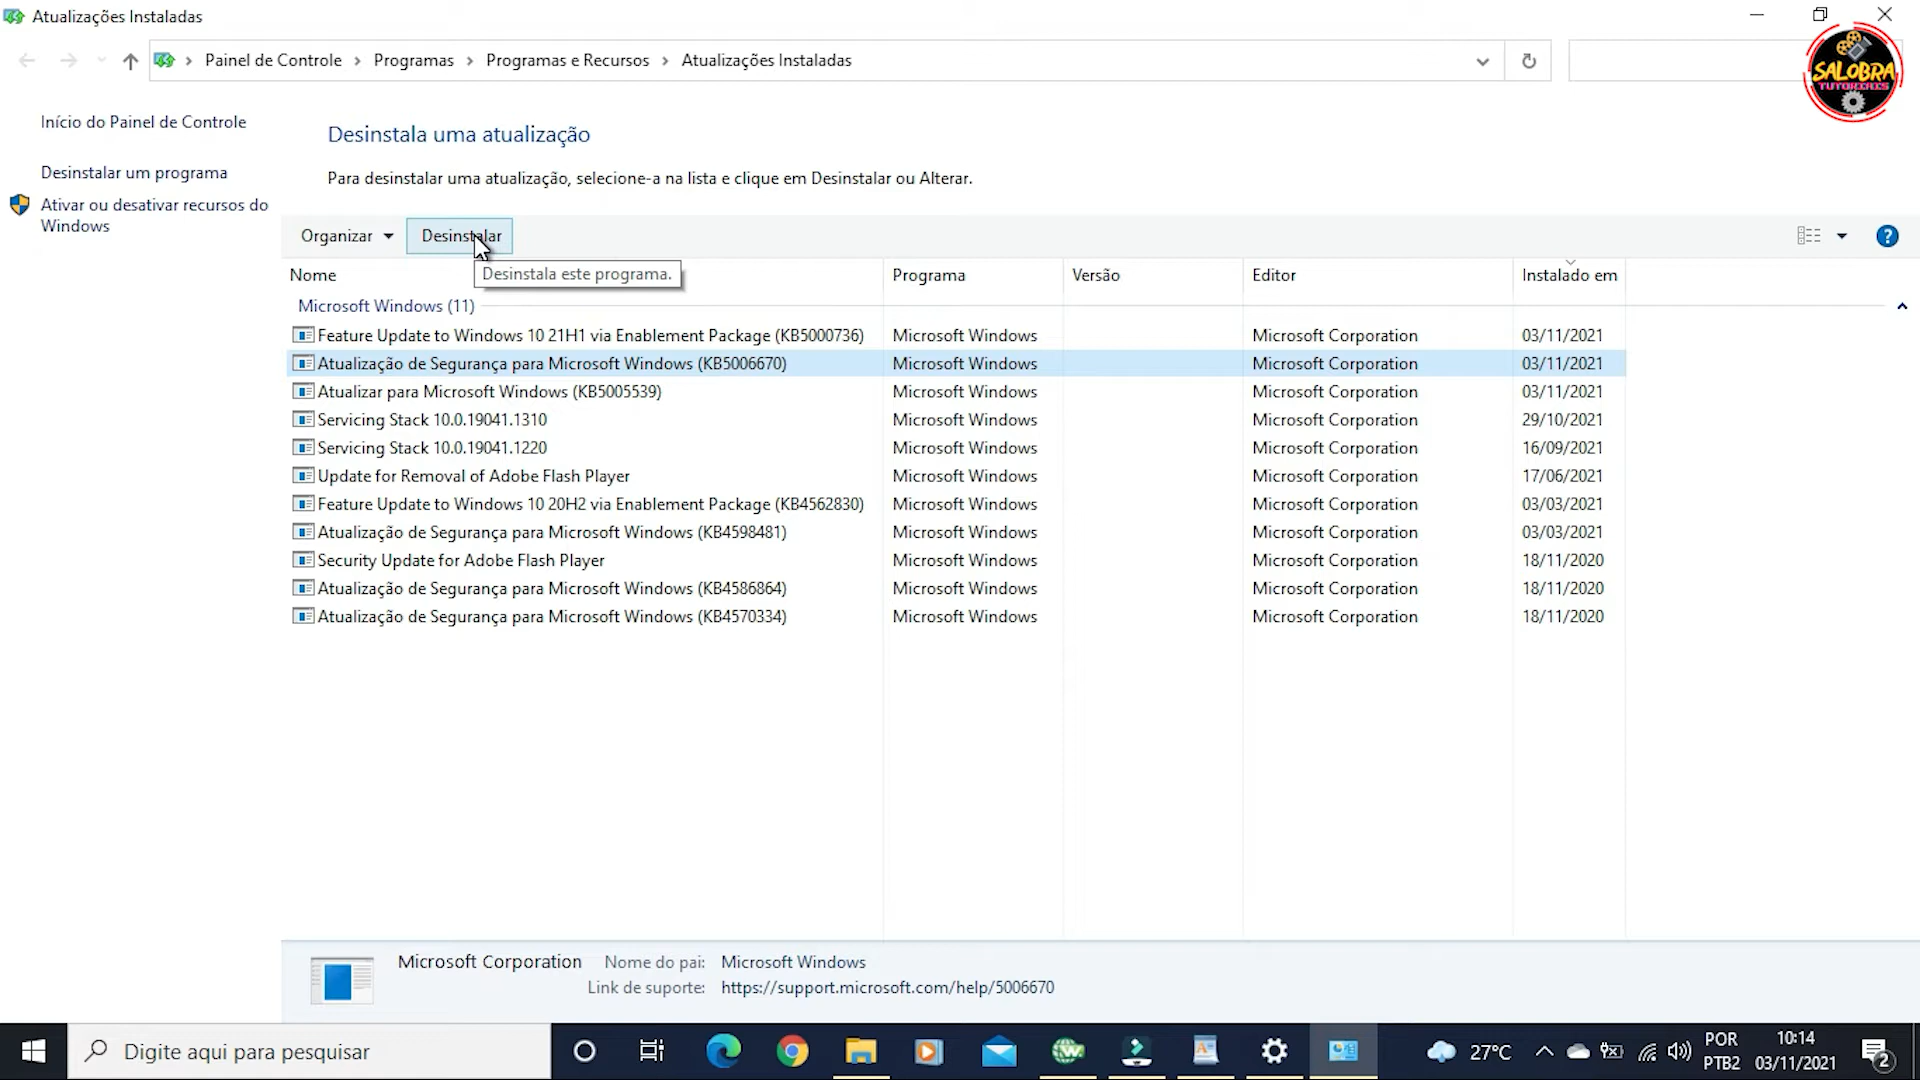 Atualizações Instaladas
Painel de Controle > Programas > Programas e Recursos > Atualizações Instaladas
SALOBRA
TUTORIAIS
Início do Painel de Controle
Desinstalar um programa
Ativar ou desativar recursos do
Windows
Desinstala uma atualização
Para desinstalar uma atualização, selecione-a na lista e clique em Desinstalar ou Alterar.
Organizar Desinstalar
Desinstala este programa.
Nome Programa Versão Editor Instalado em
Microsoft Windows (11)
Feature Update to Windows 10 21H1 via Enablement Package (KB5000736) Microsoft Windows Microsoft Corporation 03/11/2021
Atualização de Segurança para Microsoft Windows (KB5006670) Microsoft Windows Microsoft Corporation 03/11/2021
Atualizar para Microsoft Windows (KB5005539) Microsoft Windows Microsoft Corporation 03/11/2021
Servicing Stack 10.0.19041.1310 Microsoft Windows Microsoft Corporation 29/10/2021
Servicing Stack 10.0.19041.1220 Microsoft Windows Microsoft Corporation 16/09/2021
Update for Removal of Adobe Flash Player Microsoft Windows Microsoft Corporation 17/06/2021
Feature Update to Windows 10 20H2 via Enablement Package (KB4562830) Microsoft Windows Microsoft Corporation 03/03/2021
Atualização de Segurança para Microsoft Windows (KB4598481) Microsoft Windows Microsoft Corporation 03/03/2021
Security Update for Adobe Flash Player Microsoft Windows Microsoft Corporation 18/11/2020
Atualização de Segurança para Microsoft Windows (KB4586864) Microsoft Windows Microsoft Corporation 18/11/2020
Atualização de Segurança para Microsoft Windows (KB4570334) Microsoft Windows Microsoft Corporation 18/11/2020
Microsoft Corporation Nome do pai: Microsoft Windows
Link de suporte: https://support.microsoft.com/help/5006670
Digite aqui para pesquisar
27°C
POR
PTB2
10:14
03/11/2021
2